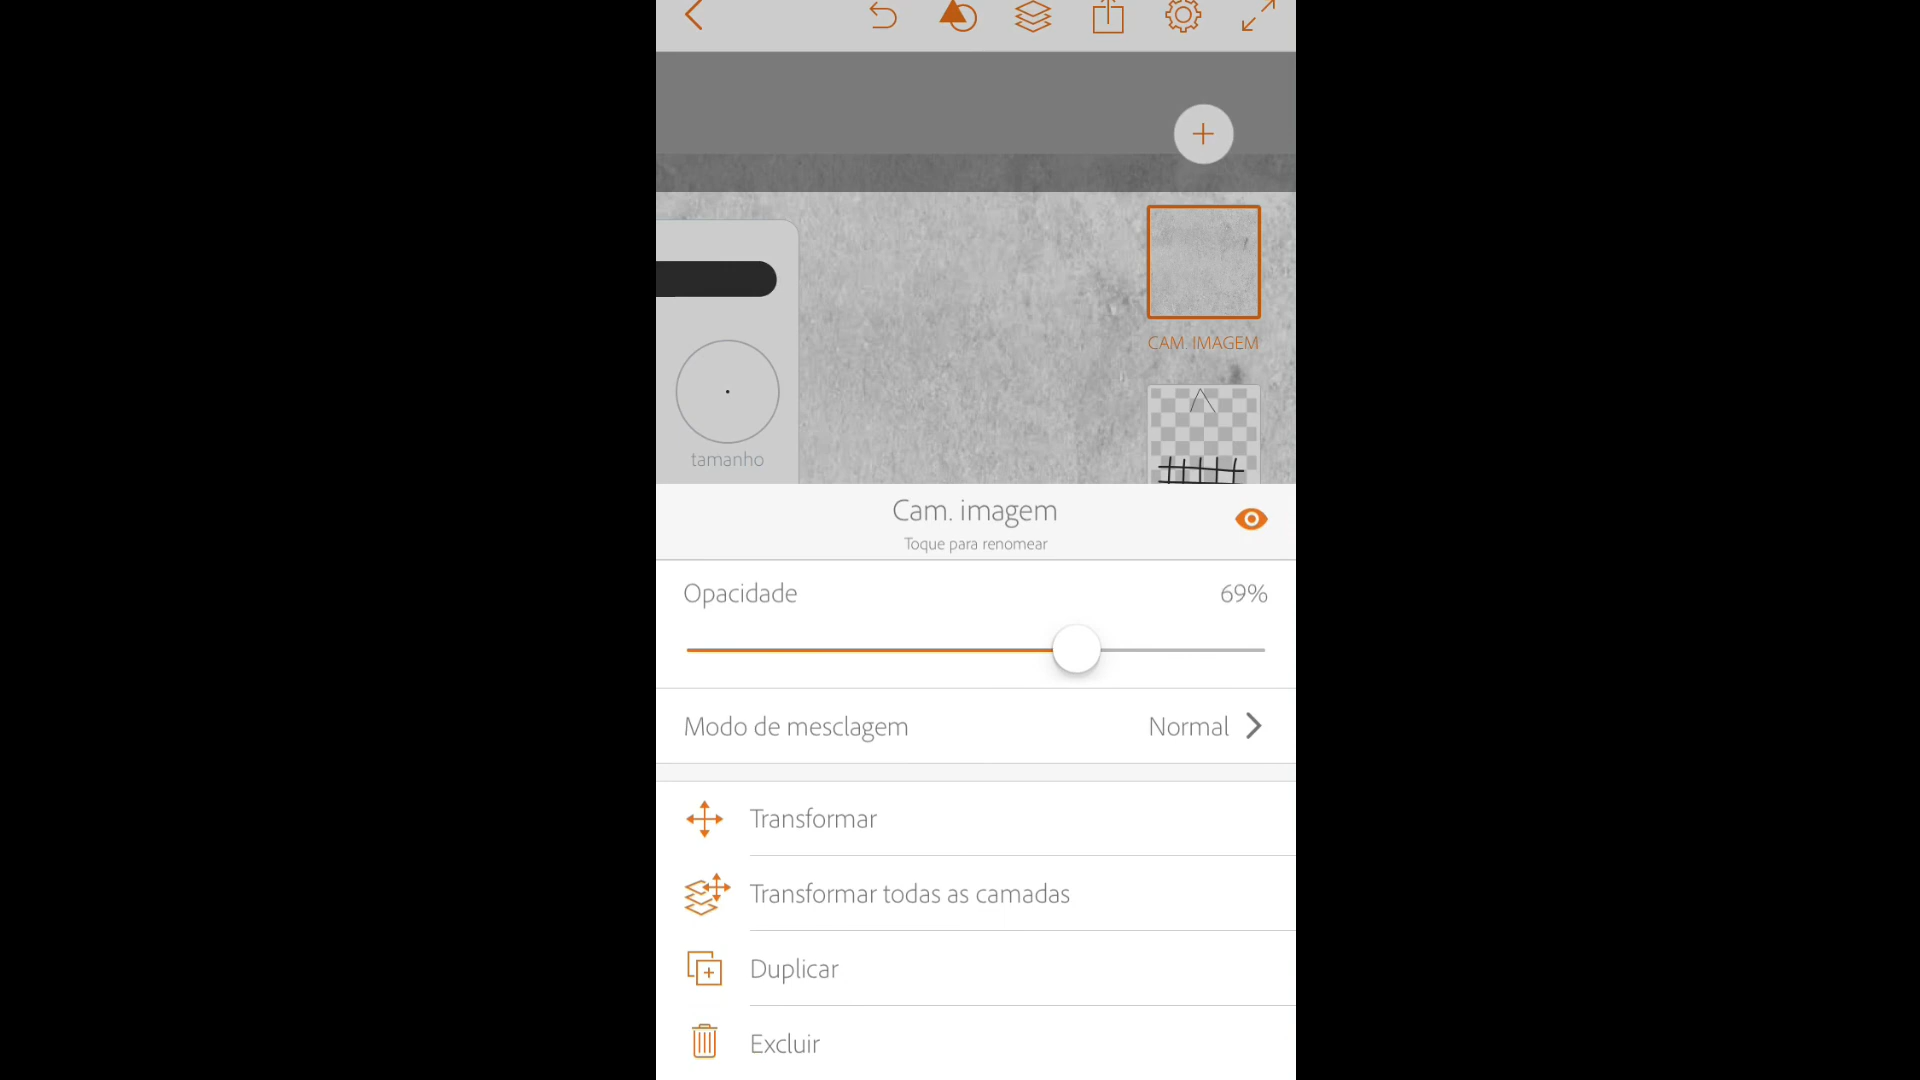 CAM. IMAGEM
tamanho
Cam. imagem
Toque para renomear
Opacidade 69%
Modo de mesclagem Normal
Transformar
Transformar todas as camadas
Duplicar
Excluir